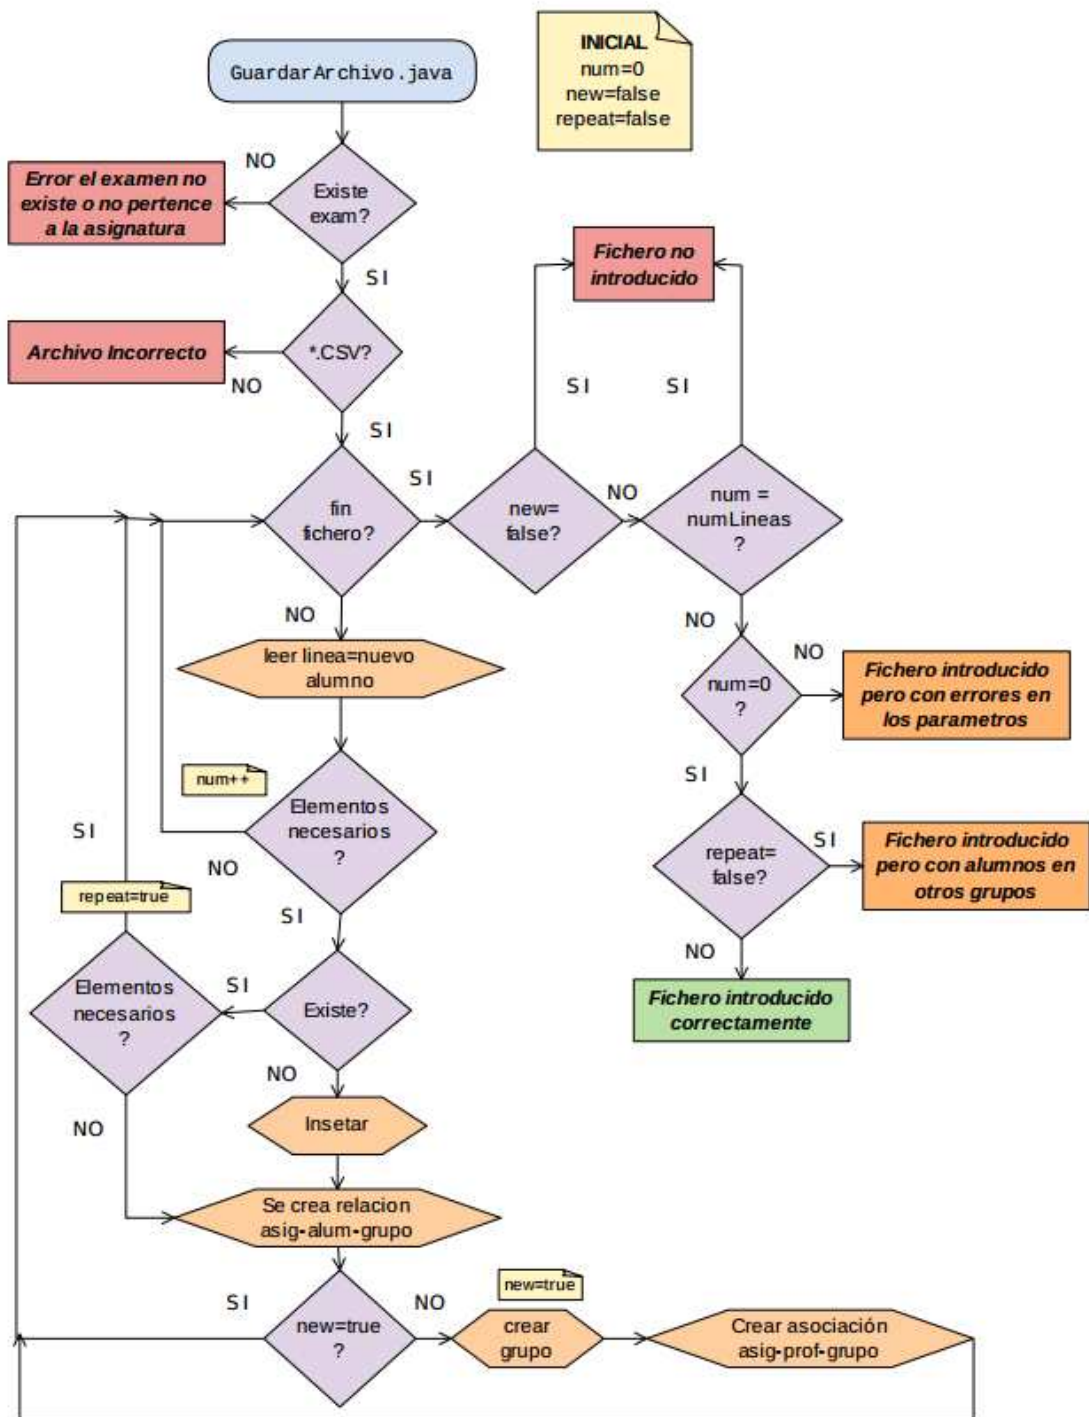 INICIAL
num=0
new=false
repeat=false
GuardarArchivo.java
NO
Error el examen no
existe o no pertence
a la asignatura
Existe
exam?
SI
Fichero no
introducido
Archivo Incorrecto
*.CSV?
NO
SI
SI
SI
fin
fichero?
SI
new=
false?
NO
num =
numLineas
?
NO
NO
leer linea=nuevo
alumno
num=0
?
NO
Fichero introducido
pero con errores en
los parametros
num++
Elementos
necesarios
?
NO
SI
SI
repeat=
false?
SI
Fichero introducido
pero con alumnos en
otros grupos
repeat=true
SI
NO
Elementos
necesarios
?
SI
Existe?
Fichero introducido
correctamente
NO
NO
Insetar
Se crea relacion
asig-alum-grupo
SI
new=true
?
NO
new=true
crear
grupo
Crear asociación
asig-prof-grupo